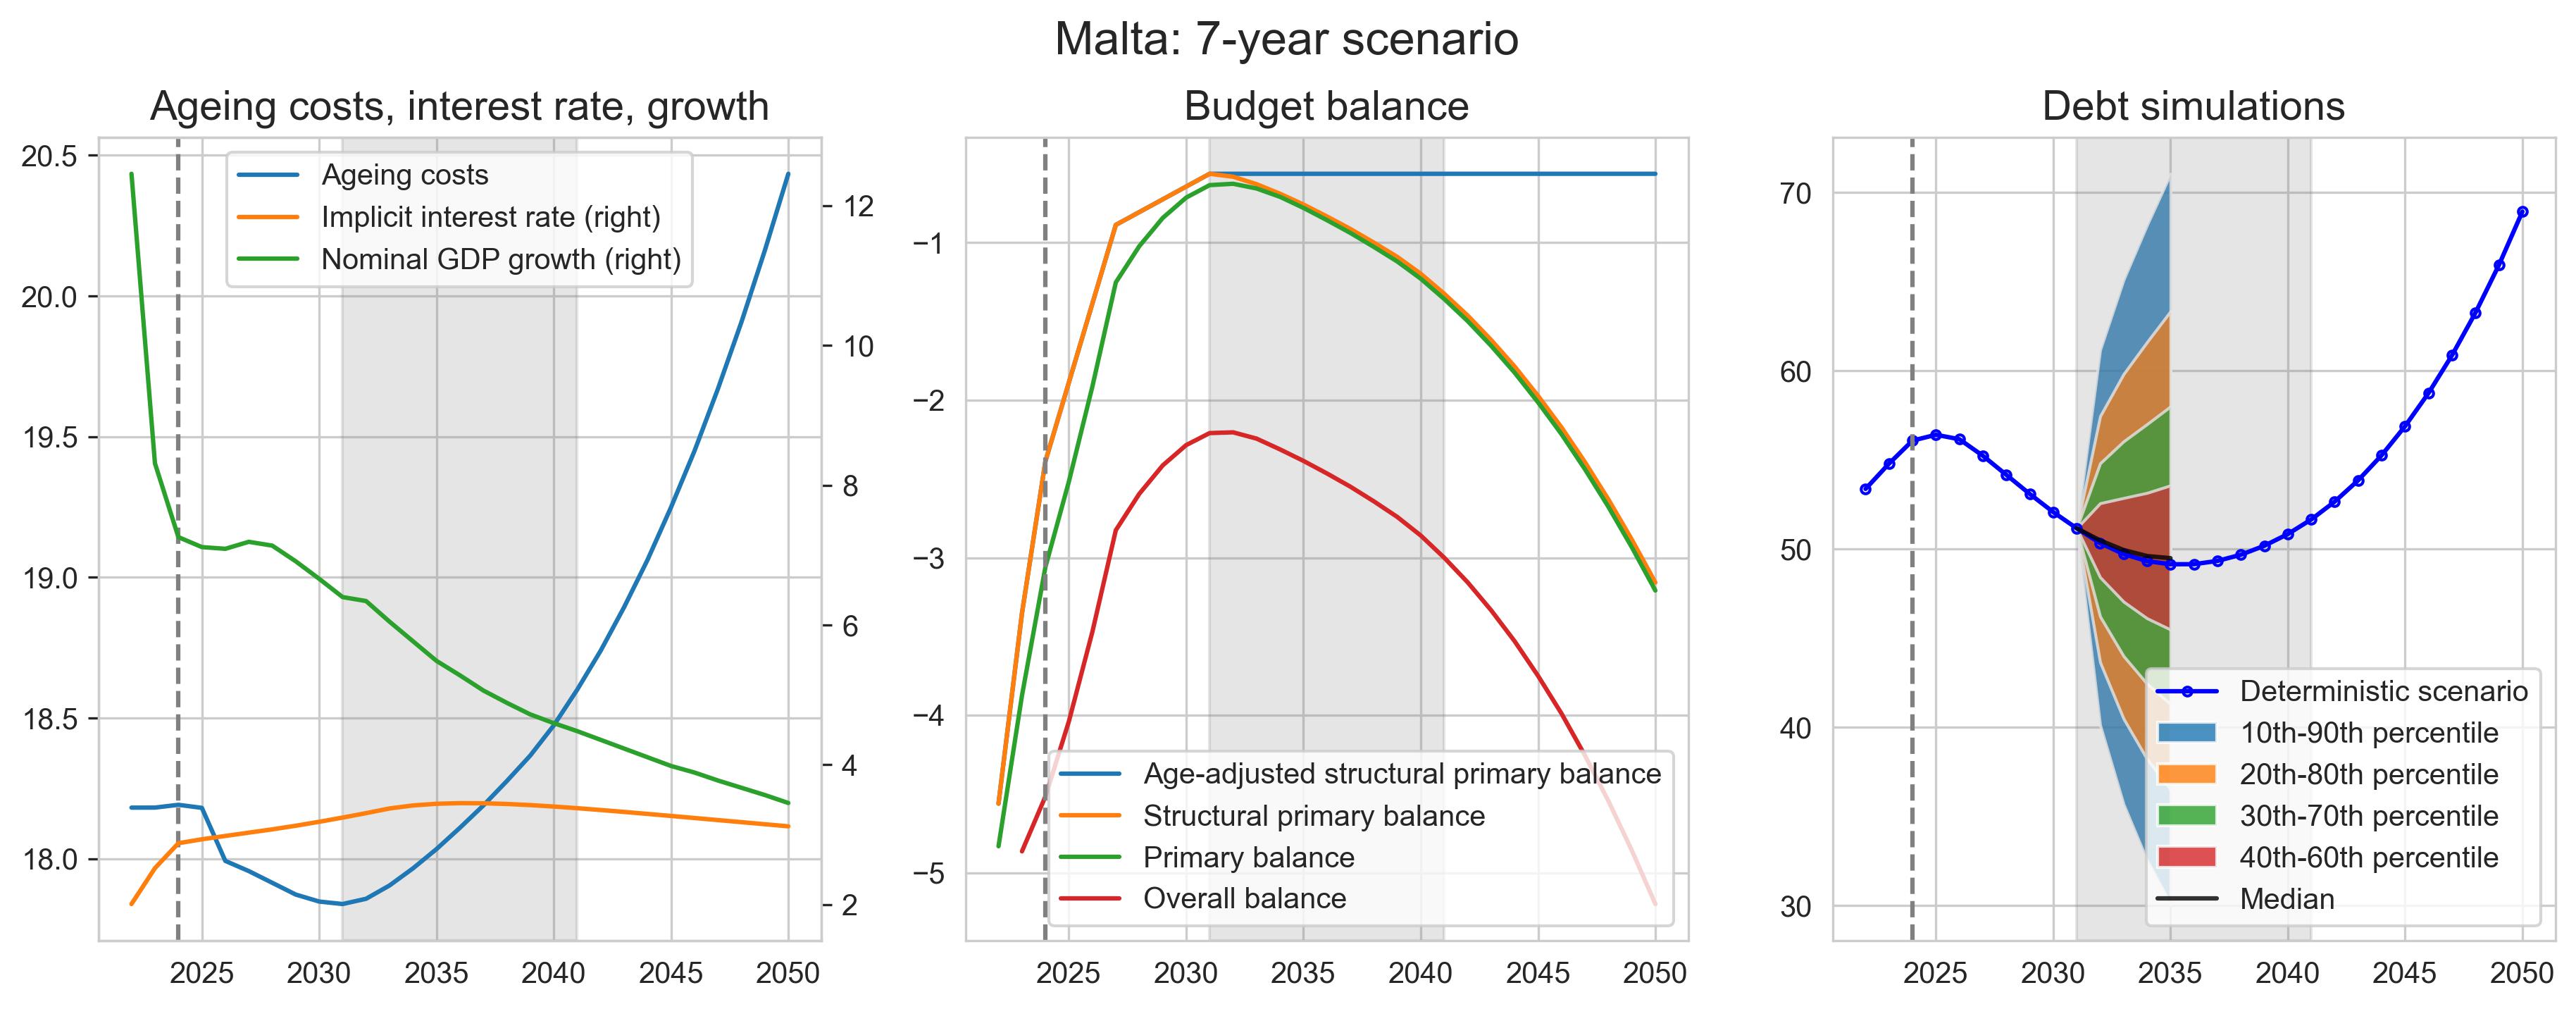 Malta: 7-year scenario
Ageing costs, interest rate, growth
20.5
20.0
19.5
19.0
18.5
18.0
12
10
8
6
4
2
Ageing costs
Implicit interest rate (right)
Nominal GDP growth (right)
2025 2030 2035 2040 2045 2050
Budget balance
−1
−2
−3
−4
−5
Age-adjusted structural primary balance
Structural primary balance
Primary balance
Overall balance
2025 2030 2035 2040 2045 2050
Debt simulations
70
60
50
40
30
Deterministic scenario
10th-90th percentile
20th-80th percentile
30th-70th percentile
40th-60th percentile
Median
2025 2030 2035 2040 2045 2050